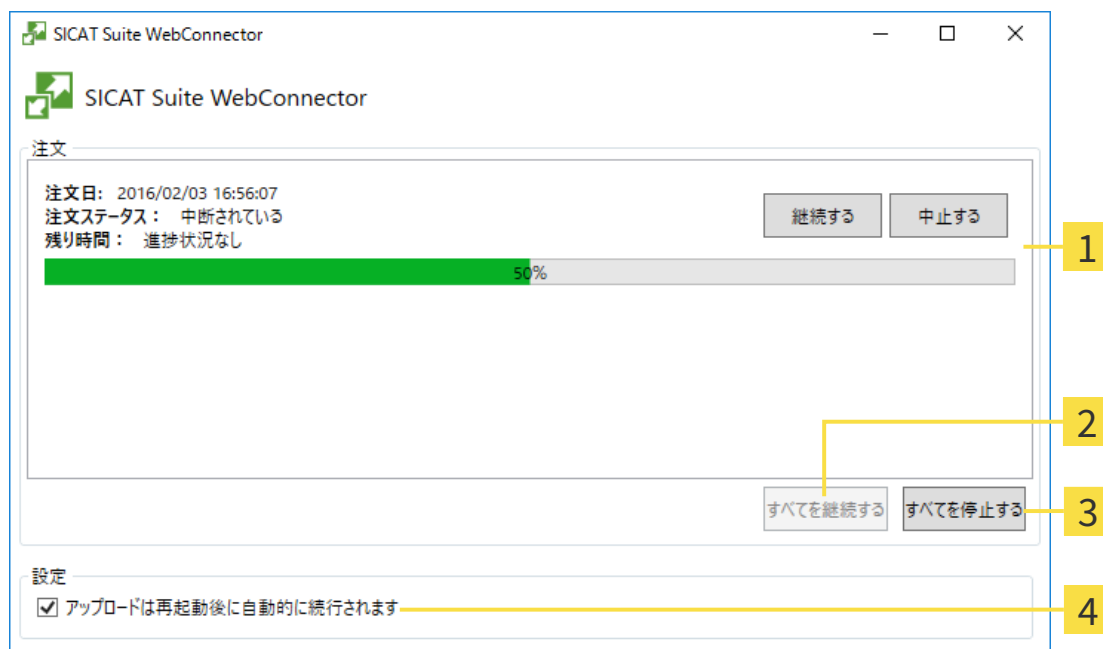 SICAT Suite WebConnector
SICAT Suite WebConnector
注文
注文日: 2016/02/03 16:56:07
注文ステータス： 中断されている
残り時間： 進捗状況なし
継続する 中止する
1
50%
2
すべてを継続する すべてを停止する
3
設定
アップロードは再起動後に自動的に続行されます
4